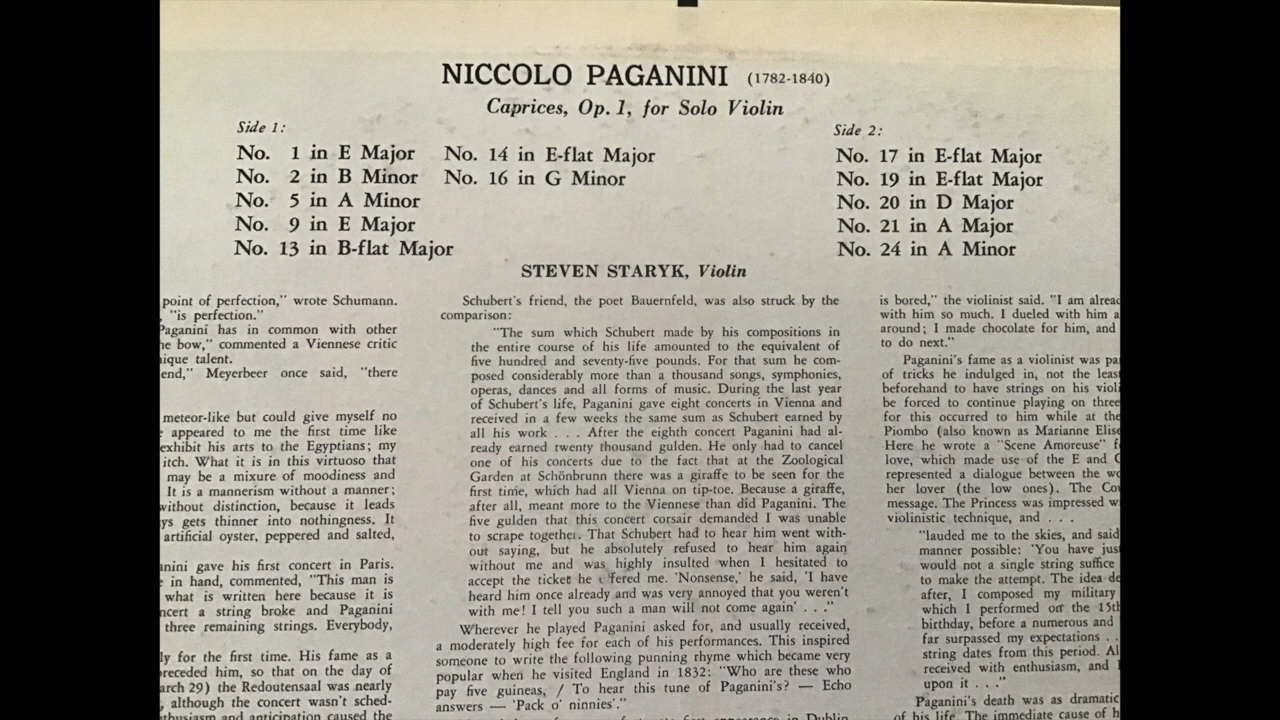 NICCOLO PAGANINI (1782-1840)
Caprices, Op. 1, for Solo Violin
Side 1:
No. 1 in E Major
No. 2 in B Minor
No. 5 in A Minor
No. 9 in E Major
No. 13 in B-flat Major
No. 14 in E-flat Major
No. 16 in G Minor
Side 2:
No. 17 in E-flat Major
No. 19 in E-flat Major
No. 20 in D Major
No. 21 in A Major
No. 24 in A Minor
STEVEN STARYK, Violin
point of perfection," wrote Schumann.
"is perfection."
Paganini has in common with other
bow," commented a Viennese critic
talent.
Meyerbeer once said, "there
meteor-like but could give myself no
appeared to me the first time like
exhibit his arts to the Egyptians; my
What it is in this virtuoso that
may be a mixture of moodiness and
It is a mannerism without a manner;
without distinction, because it leads
gets thinner into nothingness. It
artificial oyster, peppered and salted,
gave his first concert in Paris.
in hand, commented, "This man is
what is written here because it is
a string broke and Paganini
three remaining strings. Everybody,
for the first time. His fame as a
him, so that on the day of
29) the Redoutensaal was nearly
, although the concert wasn't sched-
and anticipation caused the
Schubert's friend, the poet Bauernfeld, was also struck by the
comparison:
"The sum which Schubert made by his compositions in
the entire course of his life amounted to the equivalent of
five hundred and seventy-five pounds. For that sum he com-
posed considerably more than a thousand songs, symphonies,
operas, dances and all forms of music. During the last year
of Schubert's life, Paganini gave eight concerts in Vienna and
received in a few weeks the same sum as Schubert earned by
all his work . . . After the eighth concert Paganini had al-
ready earned twenty thousand gulden. He only had to cancel
one of his concerts due to the fact that at the Zoological
Garden at Schönbrunn there was a giraffe to be seen for the
first time, which had all Vienna on tip-toe. Because a giraffe,
after all, meant more to the Viennese than did Paganini. The
five gulden that this concert corsair demanded I was unable
to scrape together. That Schubert had to hear him went with-
out saying, but he absolutely refused to hear him again
without me and was highly insulted when I hesitated to
accept the ticket he fered me. 'Nonsense,' he said, 'I have
heard him once already and was very annoyed that you weren't
with me! I tell you such a man will not come again' . . ."
Wherever he played Paganini asked for, and usually received,
a moderately high fee for each of his performances. This inspired
someone to write the following punning rhyme which became very
popular when he visited England in 1832: "Who are these who
pay five guineas, / To hear this tune of Paganini's? — Echo
answers — 'Pack o' ninnies'."
in Dublin
is bored," the violinist said. "I am
with him so much. I dueled with him
around; I made chocolate for him, and
to do next."
Paganini's fame as a violinist was
of tricks he indulged in, not the least
beforehand to have strings on his
be forced to continue playing on three
for this occurred to him while at the
Piombo (also known as Marianne
Here he wrote a "Scene Amoreuse"
love, which made use of the E and
represented a dialogue between the
her lover (the low ones). The
message. The Princess was impressed
violinistic technique, and . . .
"lauded me to the skies, and said
manner possible: 'You have just
would not a single string suffice
to make the attempt. The idea
after, I composed my military
which I performed on the 15th
birthday, before a numerous and
far surpassed my expectations . .
string dates from this period.
received with enthusiasm, and
upon it . . ."
Paganini's death was as dramatic
of his life. The immediate cause of